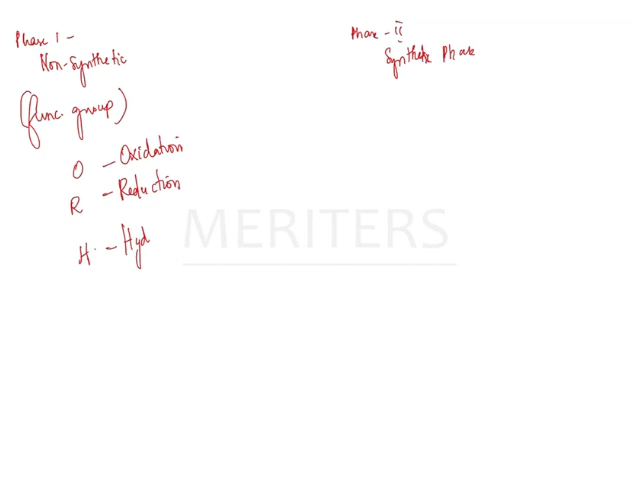 Phase I -
Non-Synthetic
(func. group)
O - Oxidation
R - Reduction
H - Hyd
Phase - II
Synthetic Phase
MERITERS